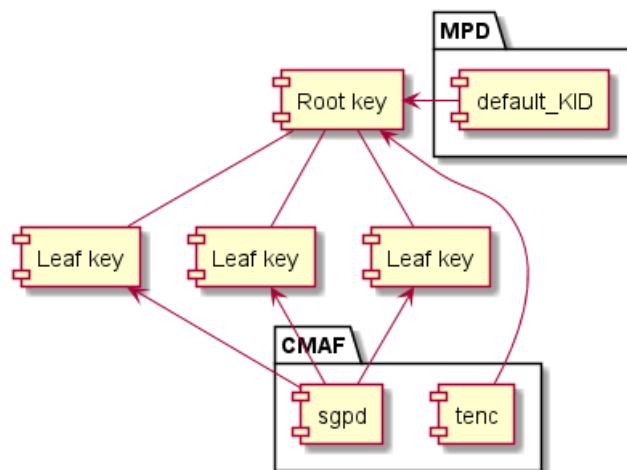 MPD
Root key
default_KID
Leaf key
Leaf key
Leaf key
CMAF
sgpd
tenc